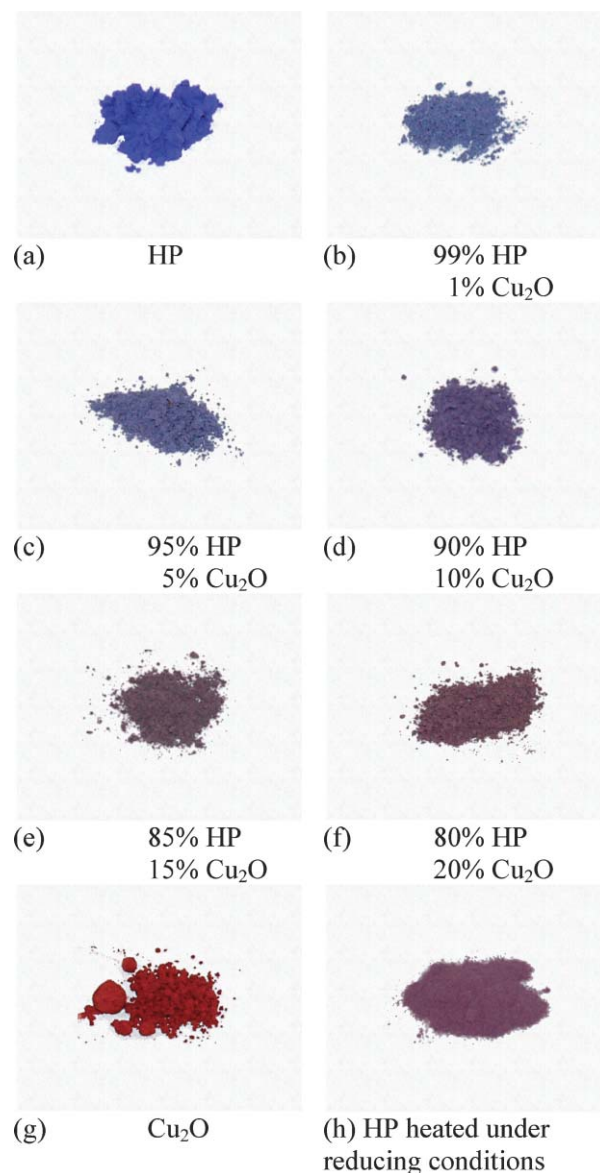 (a) HP
(b) 99% HP
1% Cu₂O
(c) 95% HP
5% Cu₂O
(d) 90% HP
10% Cu₂O
(e) 85% HP
15% Cu₂O
(f) 80% HP
20% Cu₂O
(g) Cu₂O
(h) HP heated under
reducing conditions